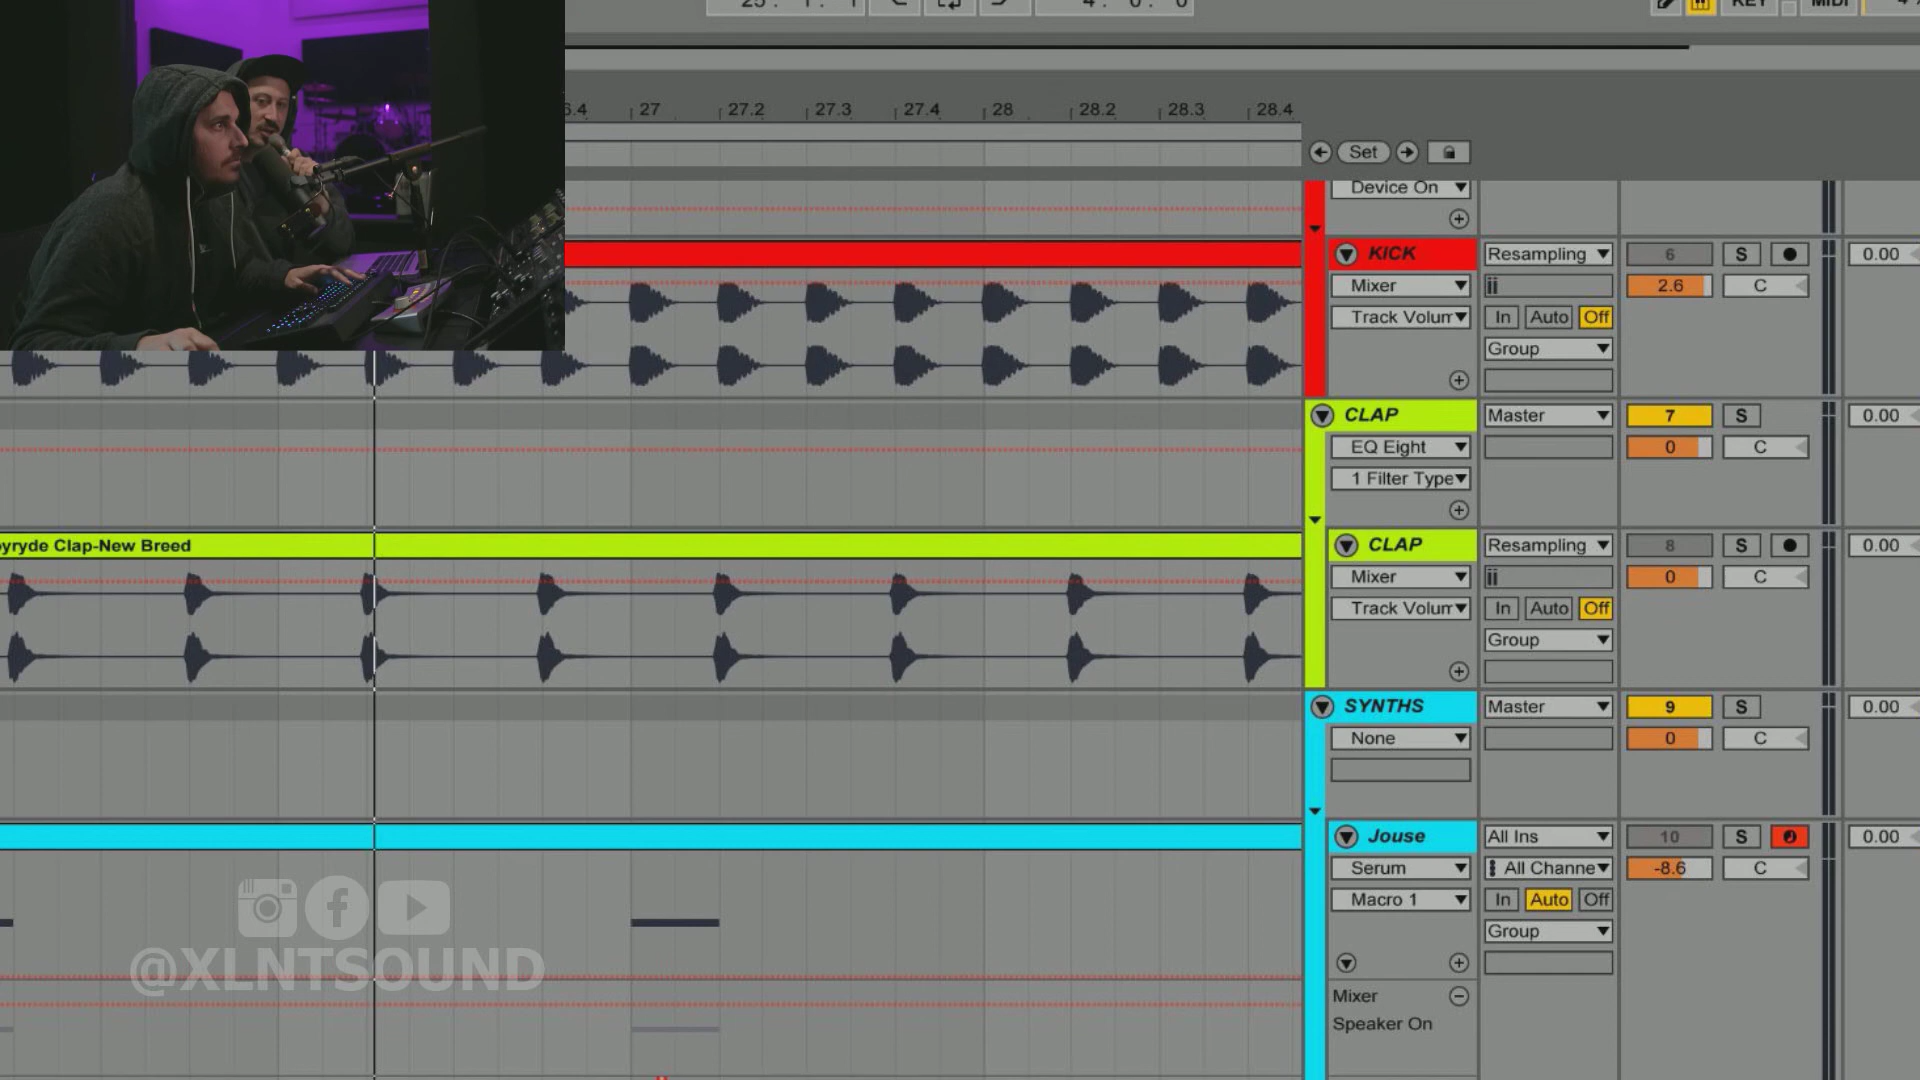 25. 1. 1
4. 0. 0
KEY
MIDI
6.4 27 27.2 27.3 27.4 28 28.2 28.3 28.4
Set
Device On
KICK Resampling 6 S 0.00
Mixer ii 2.6 C
Track Volum In Auto Off
Group
CLAP Master 7 S 0.00
EQ Eight 0 C
1 Filter Type
yryde Clap-New Breed
CLAP Resampling 8 S 0.00
Mixer ii 0 C
Track Volum In Auto Off
Group
SYNTHS Master 9 S 0.00
None 0 C
Jouse All Ins 10 S 0.00
Serum All Channe -8.6 C
Macro 1 In Auto Off
Group
@XLNTSOUND
Mixer
Speaker On